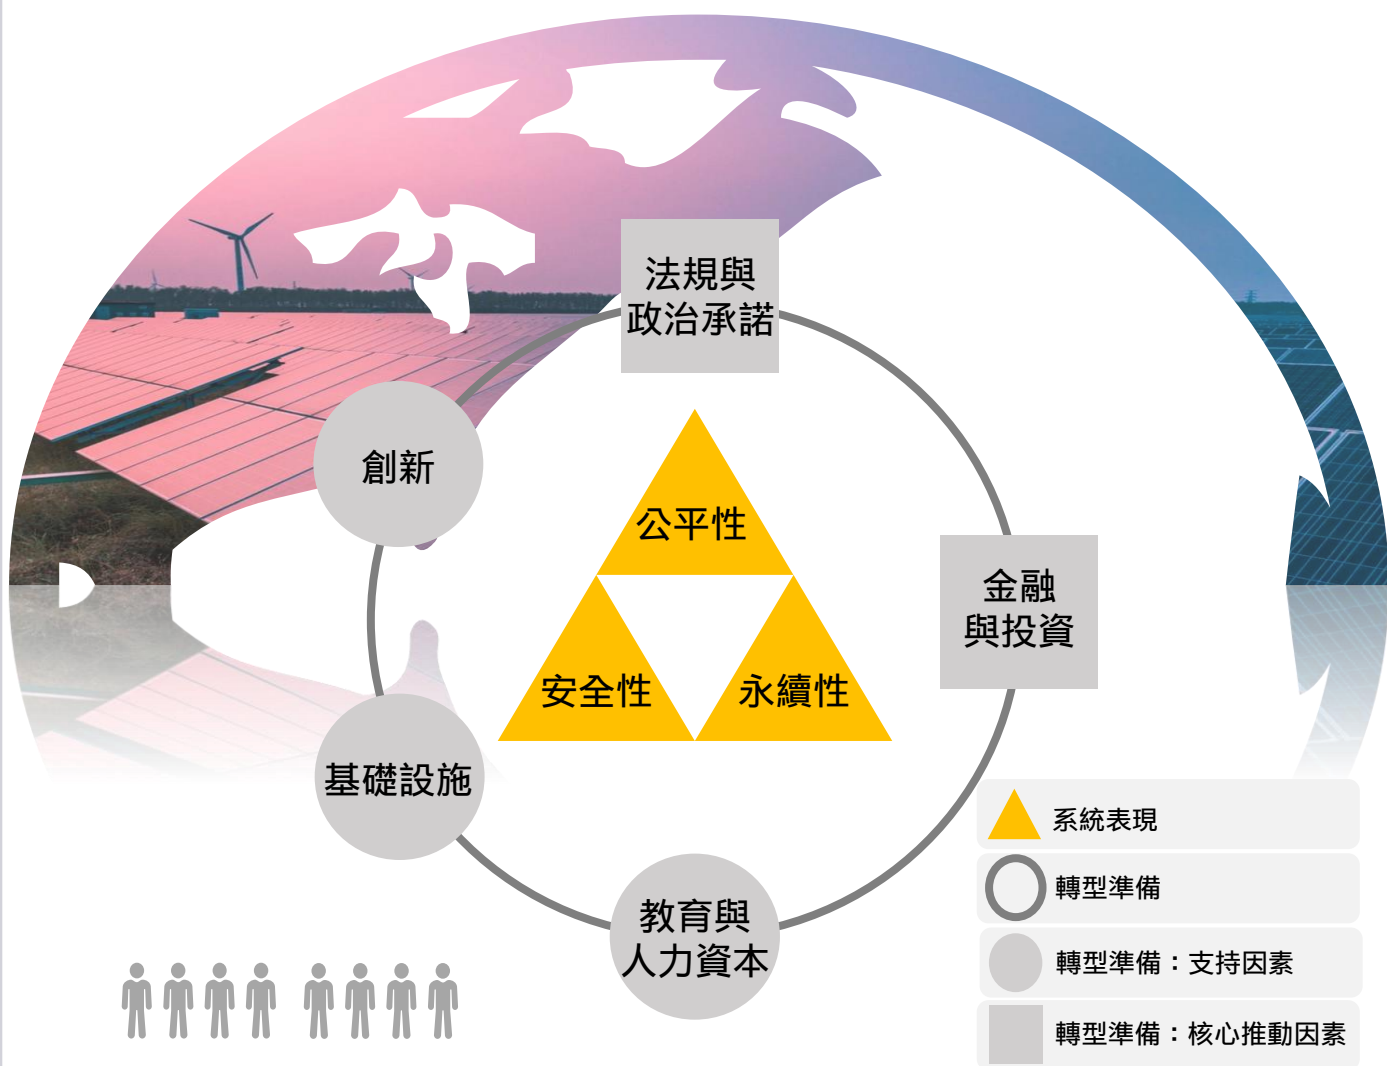 法規與
政治承諾
創新
公平性
金融
與投資
安全性
永續性
基礎設施
教育與
人力資本
系統表現
轉型準備
轉型準備：支持因素
轉型準備：核心推動因素